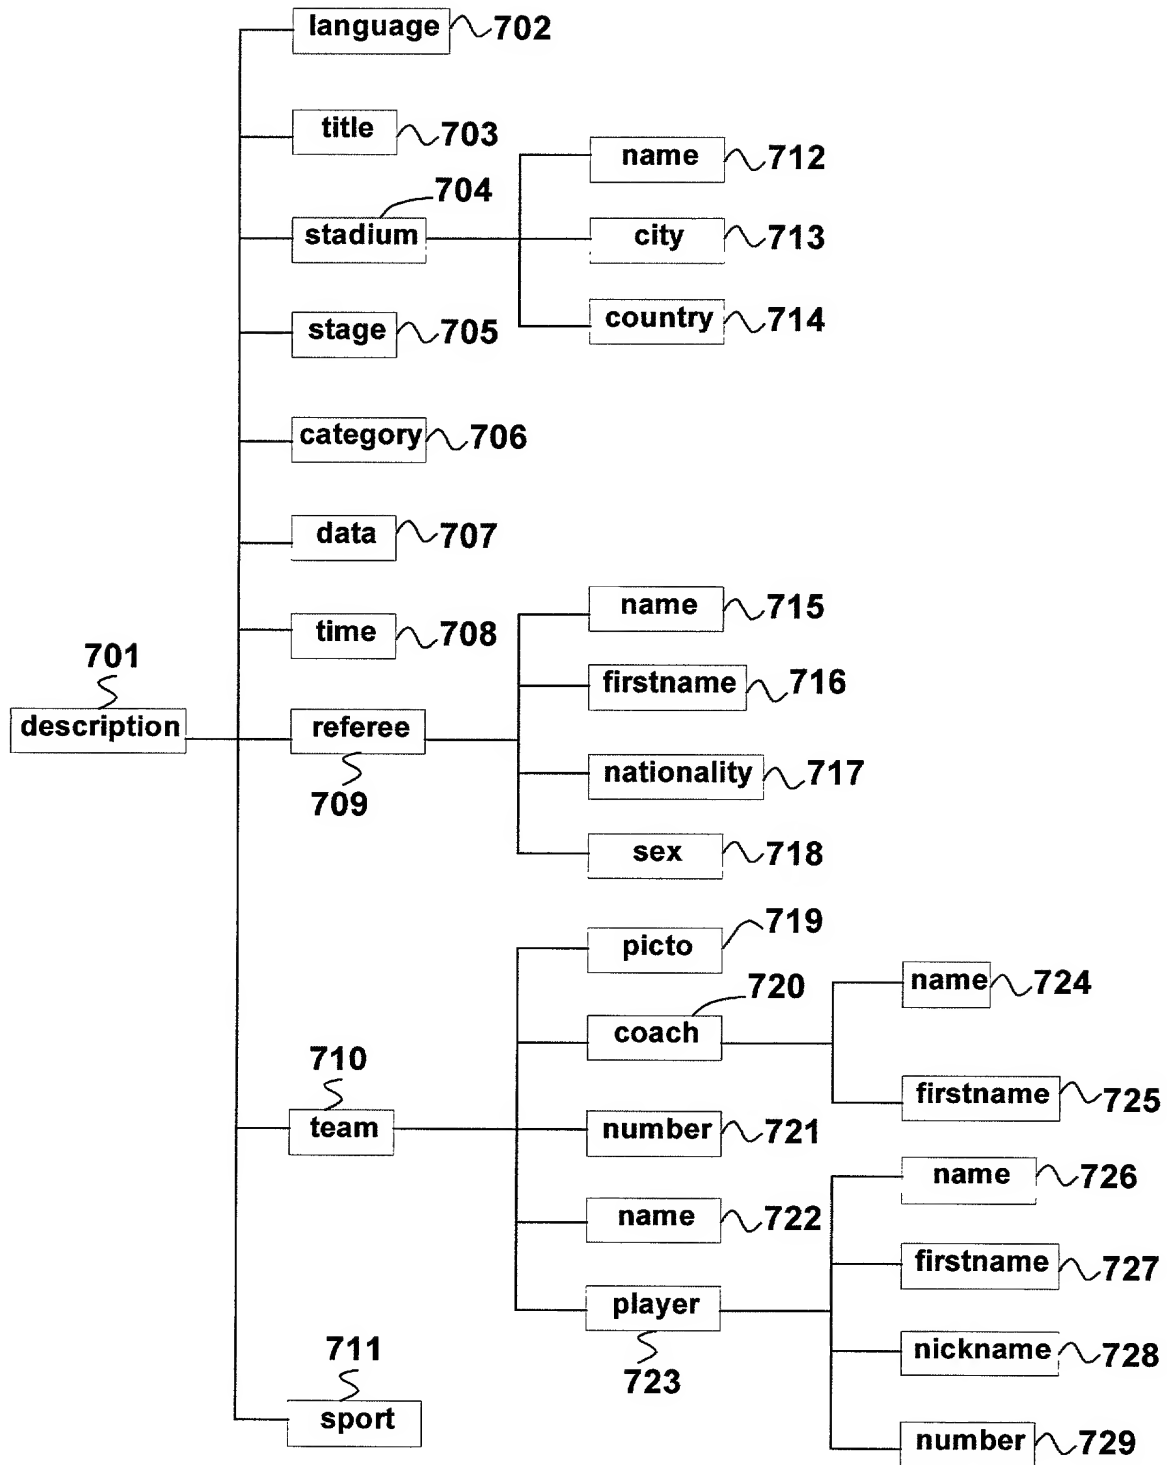 language 702
title 703
704
stadium
name 712
city 713
country 714
stage 705
category 706
data 707
time 708
701
description
referee
709
name 715
firstname 716
nationality 717
sex 718
719
picto
720
coach
name 724
firstname 725
710
team
number 721
name 722
player
723
name 726
firstname 727
nickname 728
number 729
711
sport